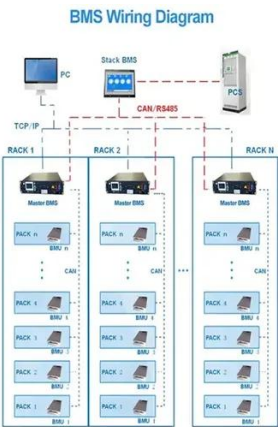 BMS Wiring Diagram
PC
Stack BMS
PCS
CAN/RS485
TCP/IP
RACK 1
RACK 2
RACK N
Master BMS
Master BMS
Master BMS
PACK n
BMU n
PACK n
BMU n
PACK n
BMU n
CAN
CAN
CAN
PACK 4
BMU 4
PACK 4
BMU 4
PACK 4
BMU 4
PACK 3
BMU 3
PACK 3
BMU 3
PACK 3
BMU 3
PACK 2
BMU 2
PACK 2
BMU 2
PACK 2
BMU 2
PACK 1
BMU 1
PACK 1
BMU 1
PACK 1
BMU 1